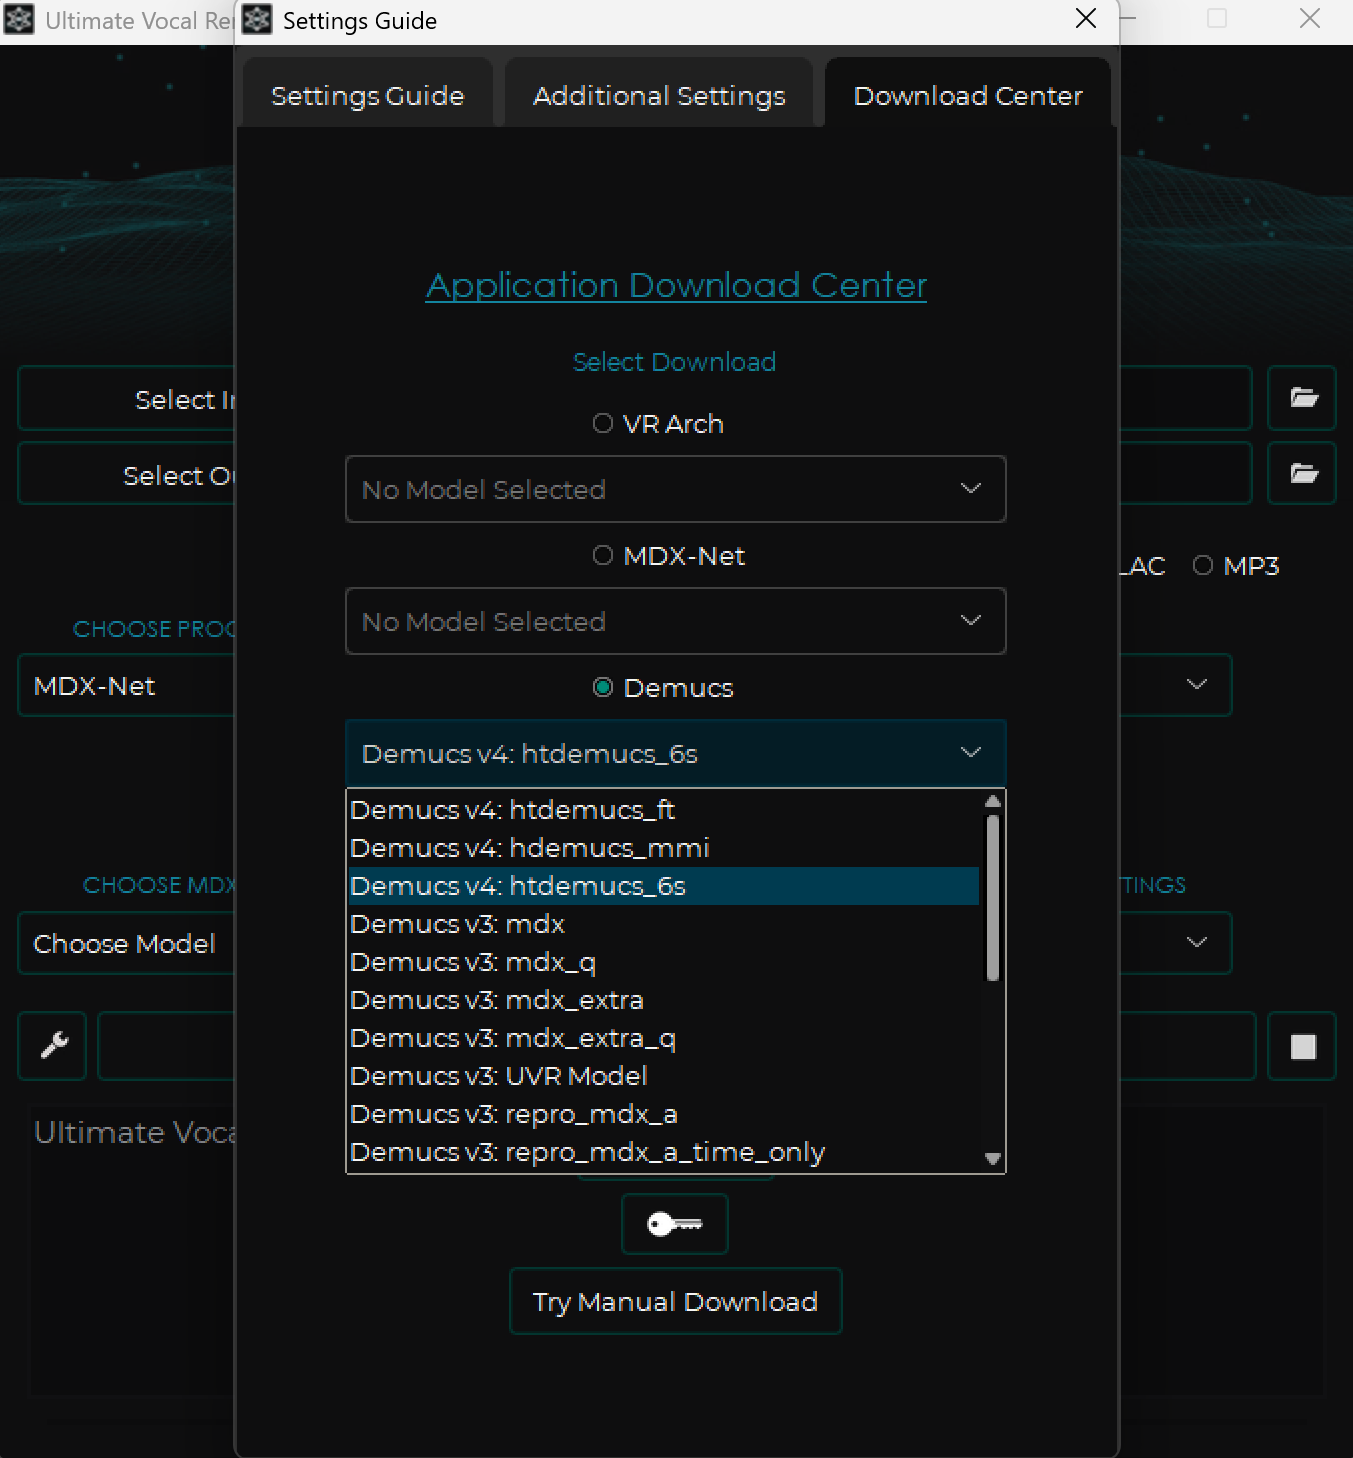 Ultimate Vocal Re
Settings Guide
Settings Guide
Additional Settings
Download Center
Application Download Center
Select Download
VR Arch
Select
No Model Selected
Select
MDX-Net
MP3
No Model Selected
CHOOSE
MDX-Net
Demucs
Demucs v4: htdemucs_6s
Demucs v4: htdemucs_ft
Demucs v4: hdemucs_mmi
CHOOSE MDX
Demucs v4: htdemucs_6s
TINGS
Choose Model
Demucs v3: mdx
Demucs v3: mdx_q
Demucs v3: mdx_extra
Demucs v3: mdx_extra_q
Demucs v3: UVR Model
Ultimate Voca
Demucs v3: repro_mdx_a
Demucs v3: repro_mdx_a_time_only
Try Manual Download